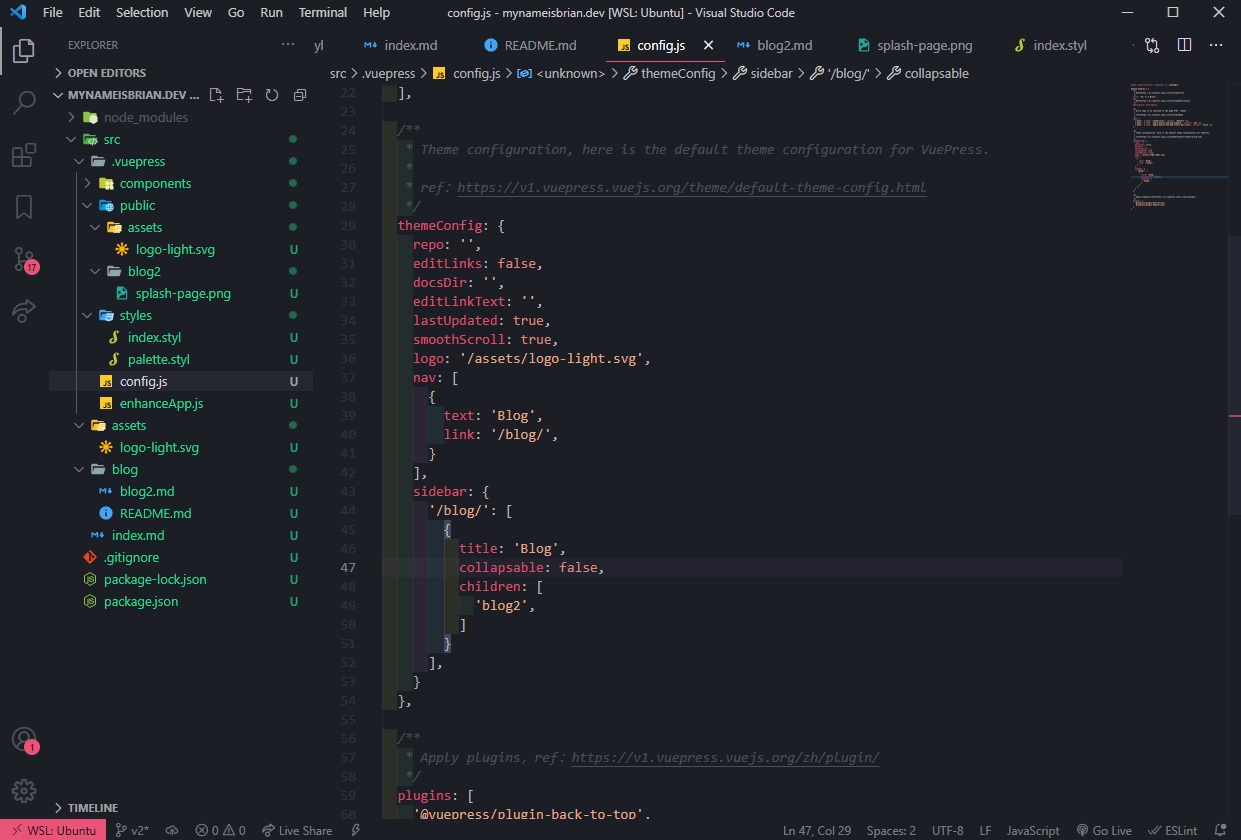 File Edit Selection View Go Run Terminal Help config.js - mynameisbrian.dev [WSL: Ubuntu] - Visual Studio Code
EXPLORER
yl index.md README.md config.js blog2.md splash-page.png index.styl
OPEN EDITORS
src > .vuepress > config.js > <unknown> > themeConfig > sidebar > '/blog/' > collapsable
MYNAMEISBRIAN.DEV ...
node_modules
src
.vuepress
components
public
assets
logo-light.svg U
blog2
splash-page.png U
styles
index.styl U
palette.styl U
config.js U
enhanceApp.js U
assets
logo-light.svg U
blog
blog2.md U
README.md U
index.md U
.gitignore U
package-lock.json U
package.json U
TIMELINE
17
1
22 ],
23
24 /**
25 * Theme configuration, here is the default theme configuration for VuePress.
26 *
27 * ref: https://v1.vuepress.vuejs.org/theme/default-theme-config.html
28 */
29 themeConfig: {
30 repo: '',
31 editLinks: false,
32 docsDir: '',
33 editLinkText: '',
34 lastUpdated: true,
35 smoothScroll: true,
36 logo: '/assets/logo-light.svg',
37 nav: [
38 {
39 text: 'Blog',
40 link: '/blog/',
41 }
42 ],
43 sidebar: {
44 '/blog/': [
45 {
46 title: 'Blog',
47 collapsable: false,
48 children: [
49 'blog2',
50 ]
51 }
52 ],
53 }
54 },
55
56 /**
57 * Apply plugins, ref: https://v1.vuepress.vuejs.org/zh/plugin/
58 */
59 plugins: [
60 '@vuepress/plugin-back-to-top',
WSL: Ubuntu v2* 0 0 Live Share Ln 47, Col 29 Spaces: 2 UTF-8 LF JavaScript Go Live ESLint